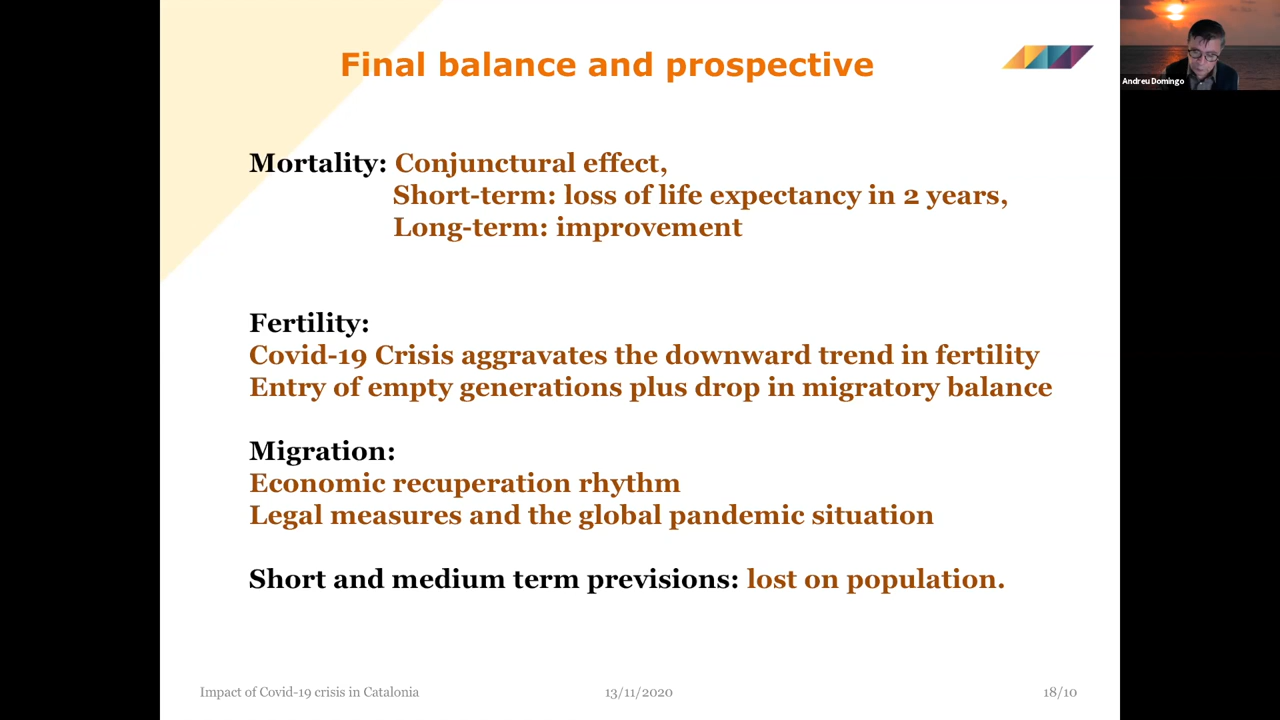 Final balance and prospective
Andreu Domingo
Mortality: Conjunctural effect,
Short-term: loss of life expectancy in 2 years,
Long-term: improvement
Fertility:
Covid-19 Crisis aggravates the downward trend in fertility
Entry of empty generations plus drop in migratory balance
Migration:
Economic recuperation rhythm
Legal measures and the global pandemic situation
Short and medium term previsions: lost on population.
Impact of Covid-19 crisis in Catalonia
13/11/2020
18/10